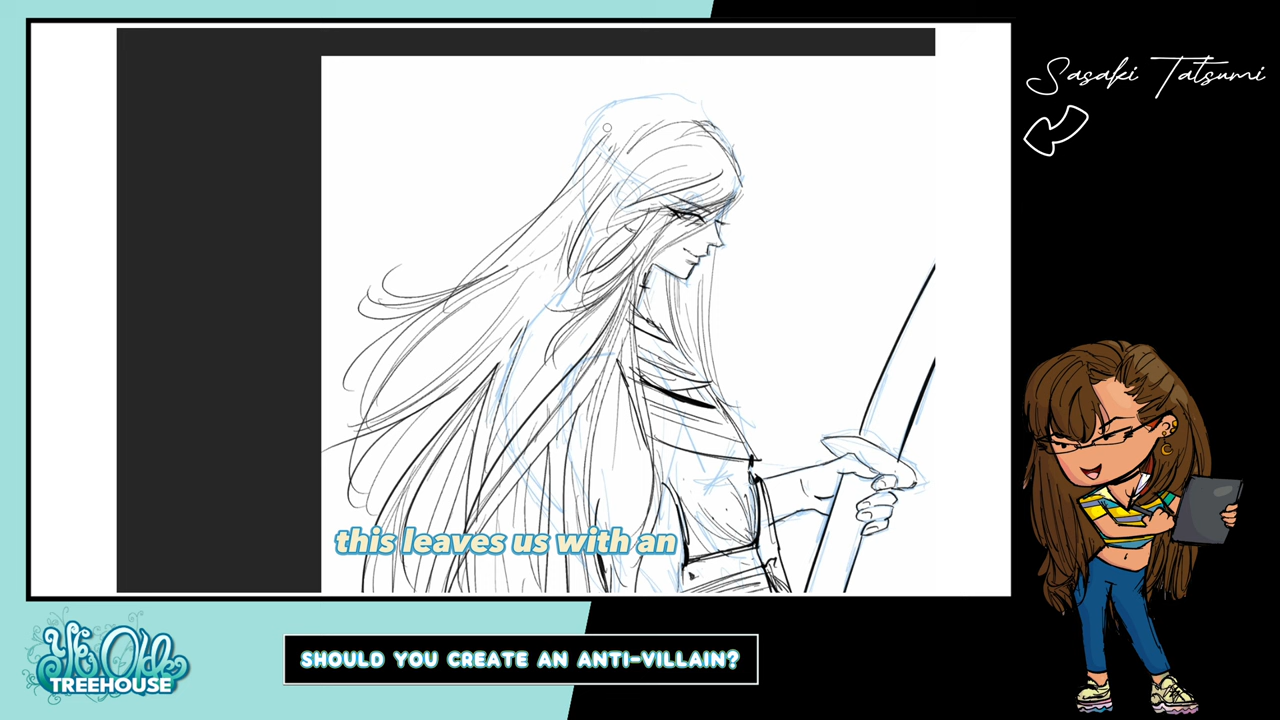 Sasaki Tatsumi
this leaves us with an
Ye Olde
TREEHOUSE
SHOULD YOU CREATE AN ANTI-VILLAIN?